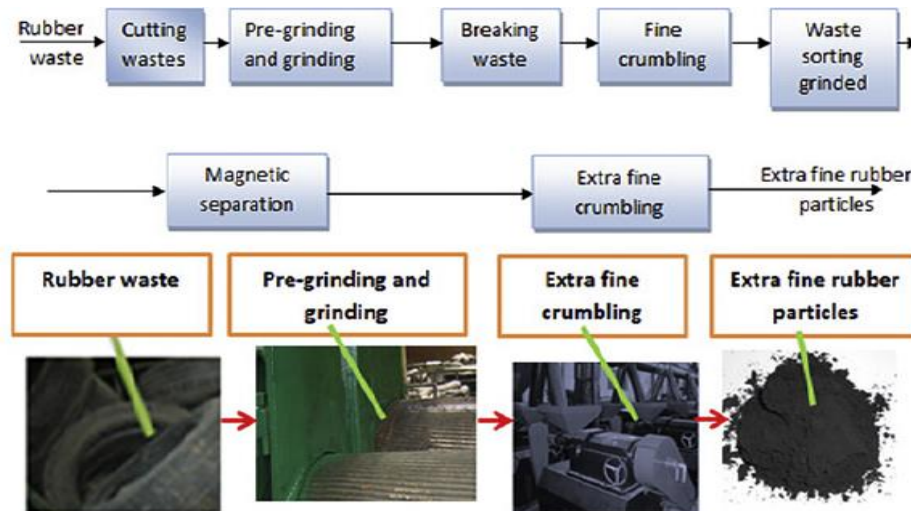 Rubber
waste
Cutting
wastes
Pre-grinding
and grinding
Breaking
waste
Fine
crumbling
Waste
sorting
grinded
Magnetic
separation
Extra fine
crumbling
Extra fine rubber
particles
Rubber waste
Pre-grinding and
grinding
Extra fine
crumbling
Extra fine rubber
particles